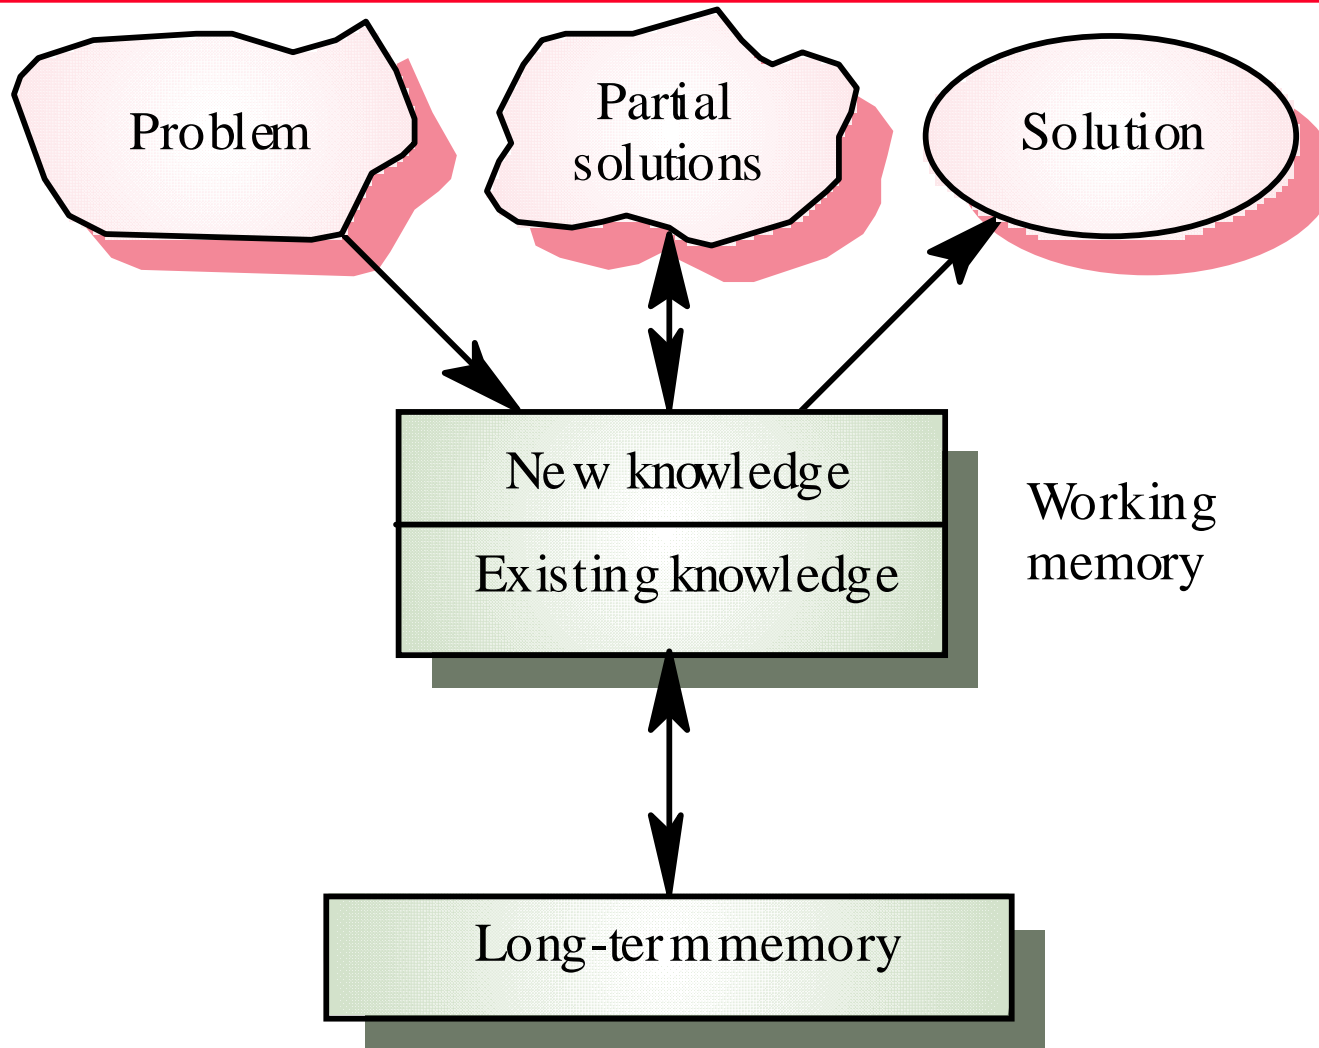 Problem
Partial
solutions
Solution
New knowledge
Existing knowledge
Working
memory
Long-term memory